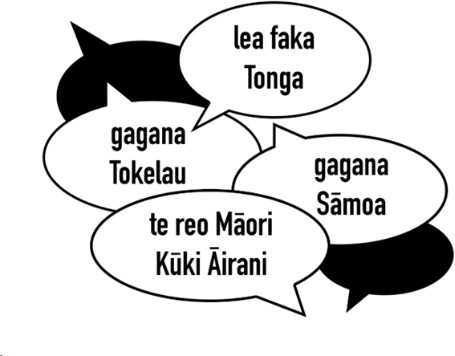 lea faka
Tonga
gagana
Tokelau
gagana
Sāmoa
te reo Māori
Kūki Āirani